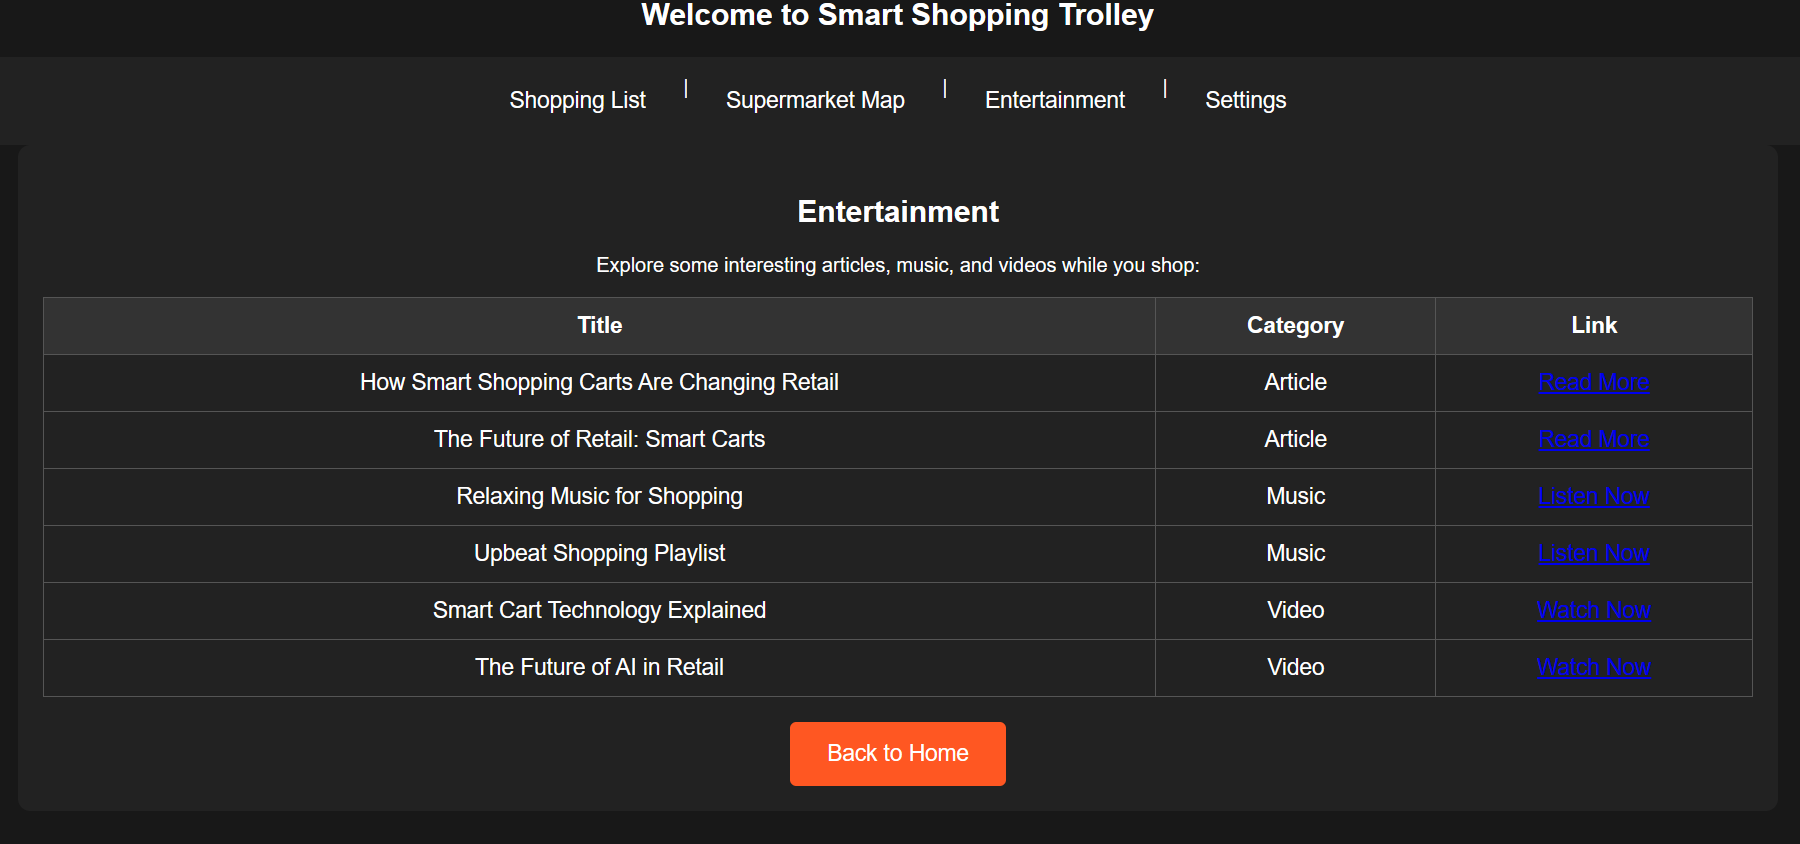 Welcome to Smart Shopping Trolley
Shopping List | Supermarket Map | Entertainment | Settings
Entertainment
Explore some interesting articles, music, and videos while you shop:
Title Category Link
How Smart Shopping Carts Are Changing Retail Article Read More
The Future of Retail: Smart Carts Article Read More
Relaxing Music for Shopping Music Listen Now
Upbeat Shopping Playlist Music Listen Now
Smart Cart Technology Explained Video Watch Now
The Future of AI in Retail Video Watch Now
Back to Home